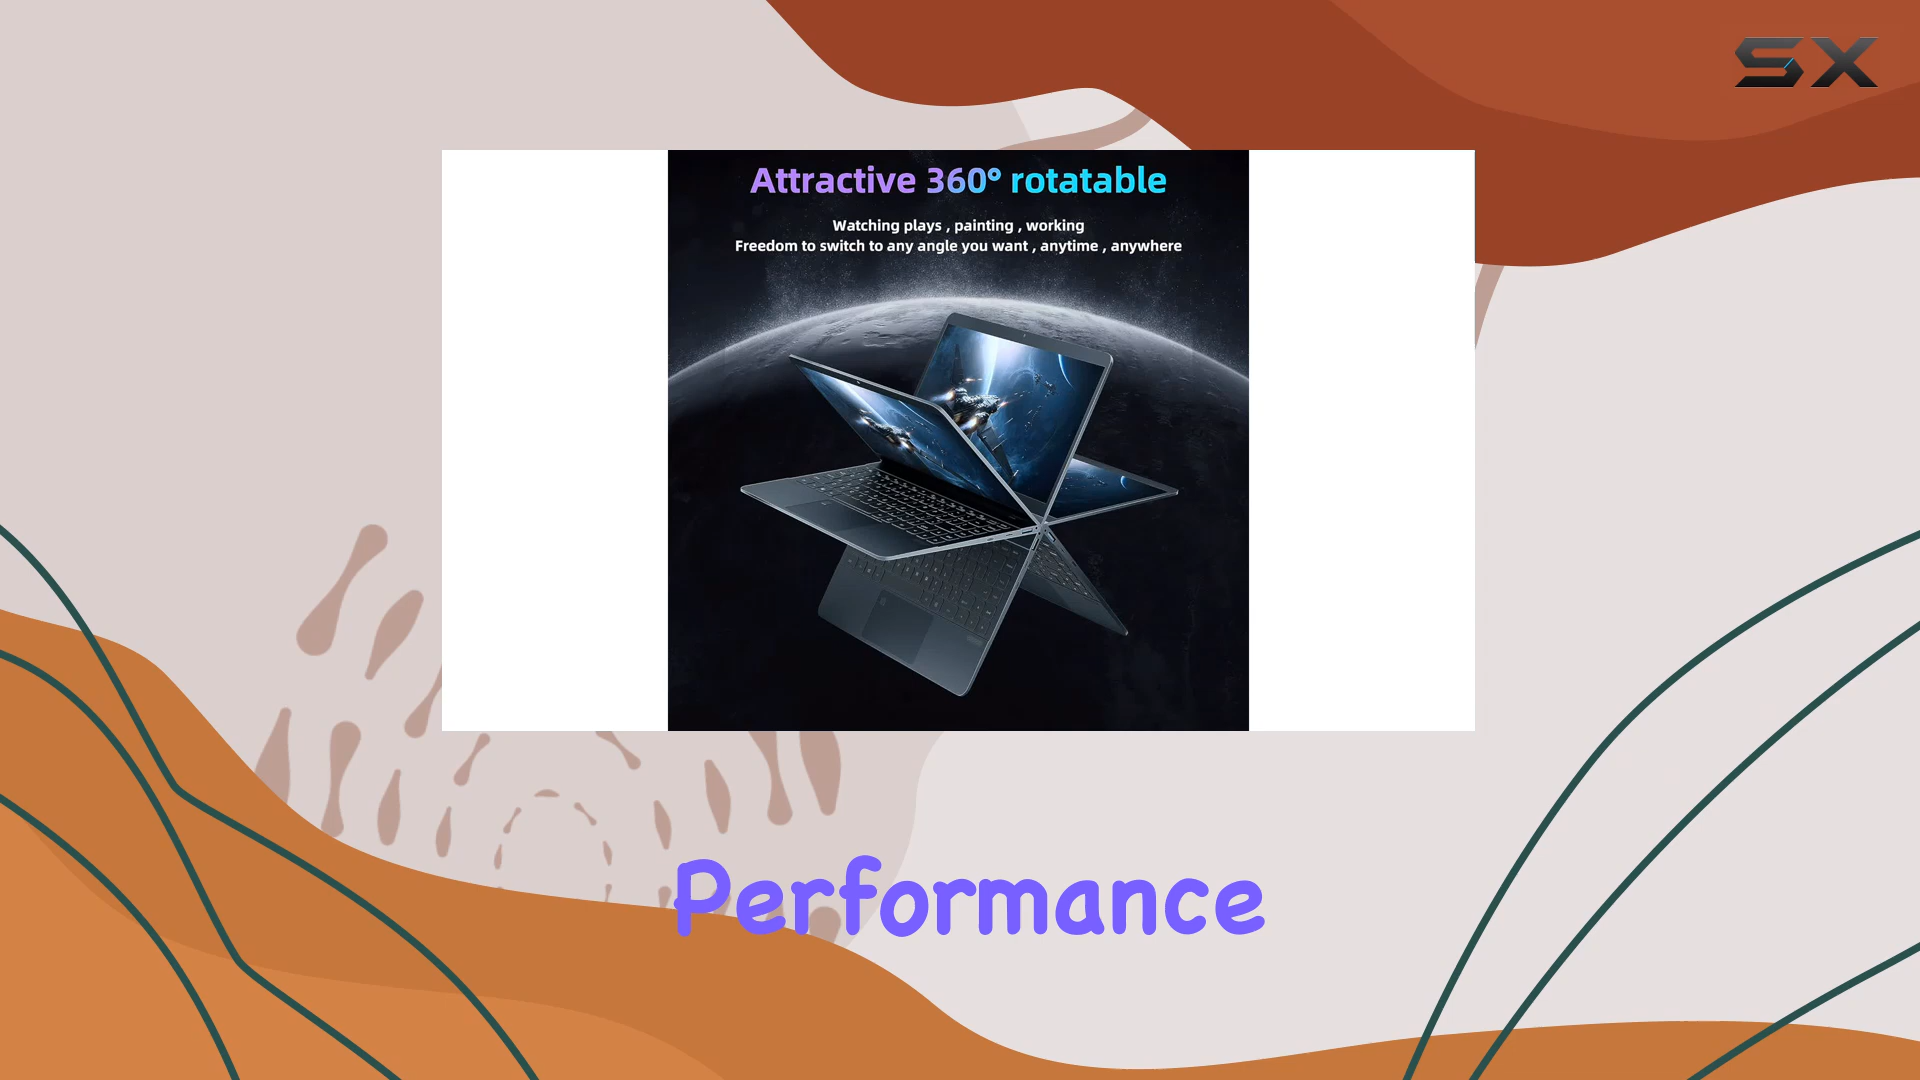 SX
Attractive 360° rotatable
Watching plays , painting , working
Freedom to switch to any angle you want , anytime , anywhere
Performance